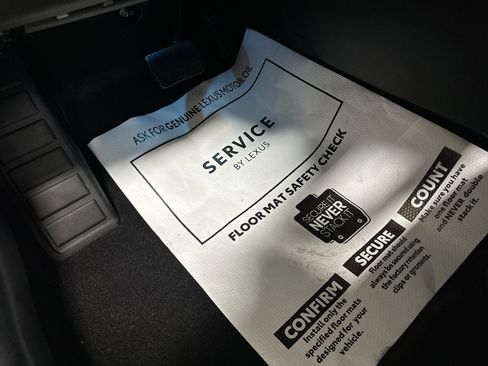 ASK FOR GENUINE LEXUS MOTOR OIL
SERVICE
BY LEXUS
FLOOR MAT SAFETY CHECK
SECURE IT
NEVER
STACK IT
CONFIRM
Install only the
specified floor mats
designed for your
vehicle.
SECURE
Floor mat should
always be secured using
the factory retention
clips or gromets.
COUNT
Make sure you have
one floor mat
and NEVER double
stack it.